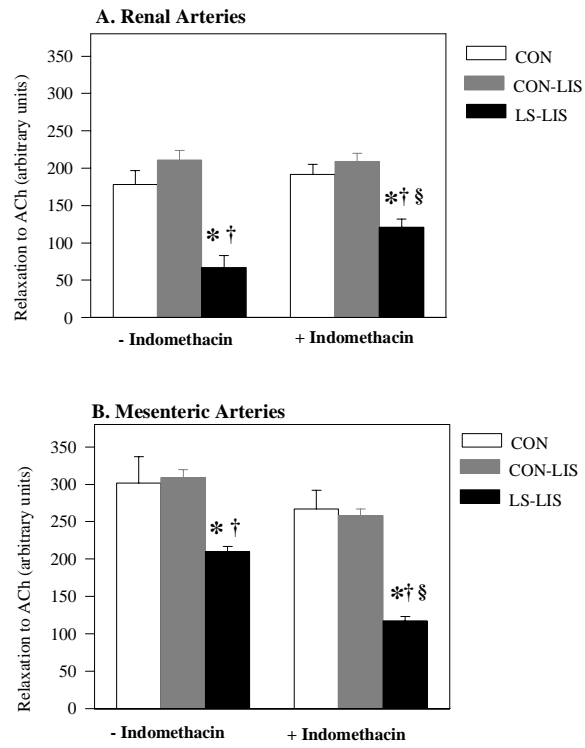 A. Renal Arteries
Relaxation to ACh (arbitrary units)
350
300
250
200
150
100
50
0
* †
*† §
- Indomethacin
+ Indomethacin
CON
CON-LIS
LS-LIS
B. Mesenteric Arteries
Relaxation to ACh (arbitrary units)
350
300
250
200
150
100
50
0
* †
*† §
- Indomethacin
+ Indomethacin
CON
CON-LIS
LS-LIS